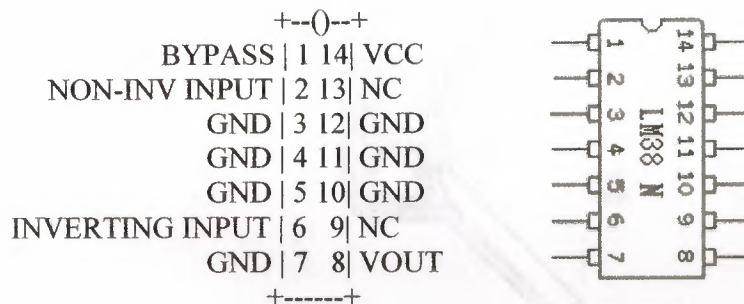 +--()--+
BYPASS | 1 14| VCC
NON-INV INPUT | 2 13| NC
GND | 3 12| GND
GND | 4 11| GND
GND | 5 10| GND
INVERTING INPUT | 6 9| NC
GND | 7 8| VOUT
+------+
1 14
2 13
3 12
4 11
5 10
6 9
7 8
LM38 N